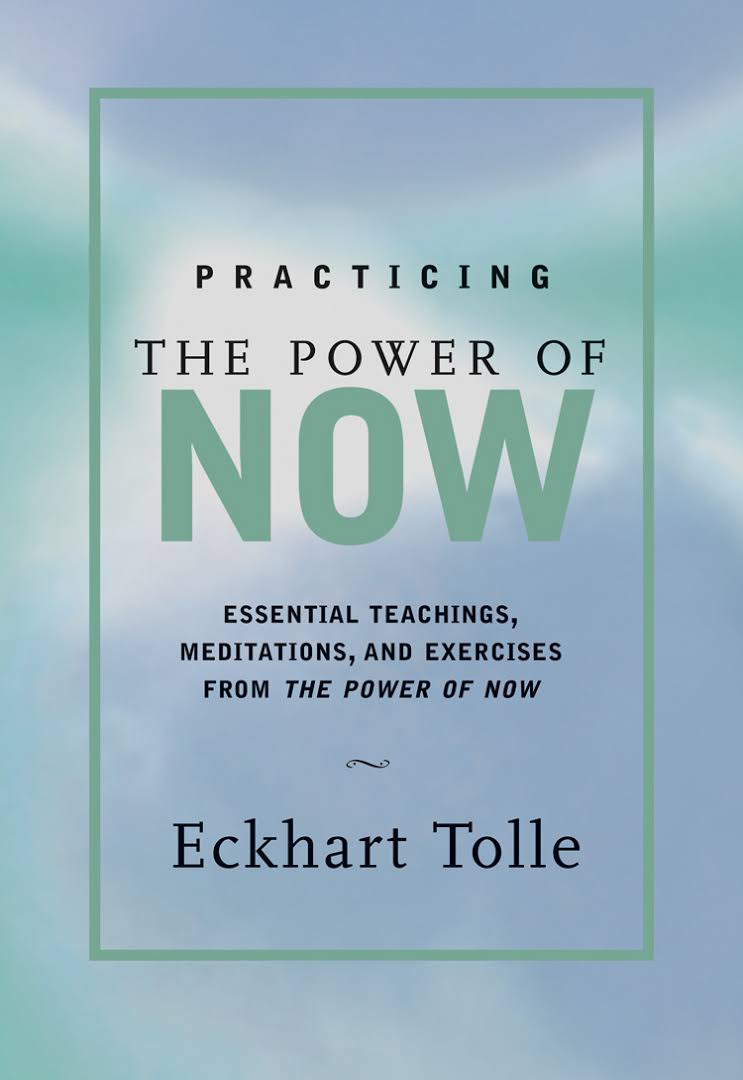 PRACTICING
THE POWER OF
NOW
ESSENTIAL TEACHINGS,
MEDITATIONS, AND EXERCISES
FROM THE POWER OF NOW
Eckhart Tolle